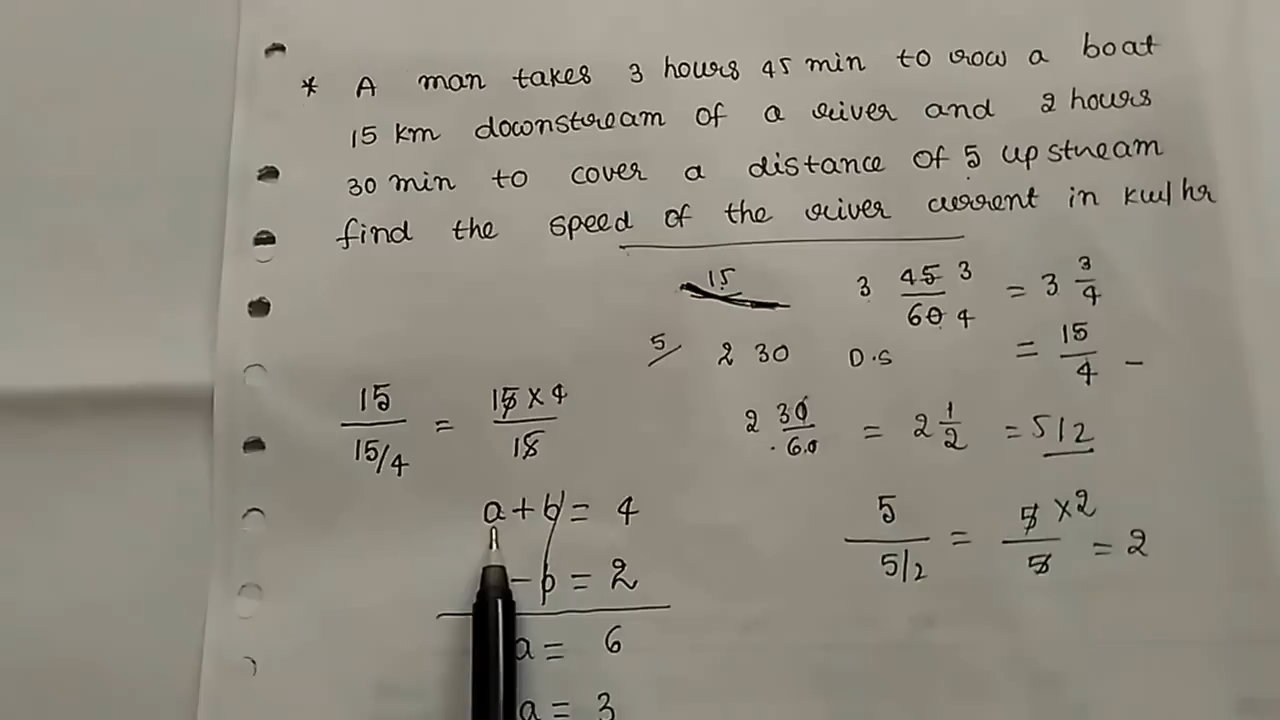 * A man takes 3 hours 45 min to row a boat
15 km downstream of a river and 2 hours
30 min to cover a distance of 5 upstream
find the speed of the river current in km/hr
15
3 45/60 3 4 = 3 3/4
5/ 2 30 D.S = 15/4 -
15/(15/4) = 15 x 4/15
2 30/60 = 2 1/2 = 5/2
a + b = 4
5/(5/2) = 5 x 2/5 = 2
- b = 2
a = 6
a = 3